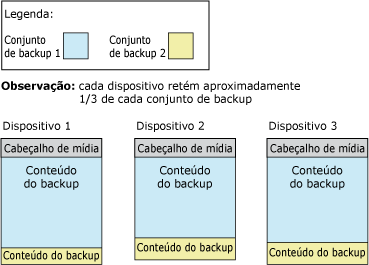 Legenda:
Conjunto
de backup 1
Conjunto
de backup 2
Observação: cada dispositivo retém aproximadamente
1/3 de cada conjunto de backup
Dispositivo 1
Cabeçalho de mídia
Conteúdo
do backup
Conteúdo do backup
Dispositivo 2
Cabeçalho de mídia
Conteúdo
do backup
Conteúdo do backup
Dispositivo 3
Cabeçalho de mídia
Conteúdo
do backup
Conteúdo do backup